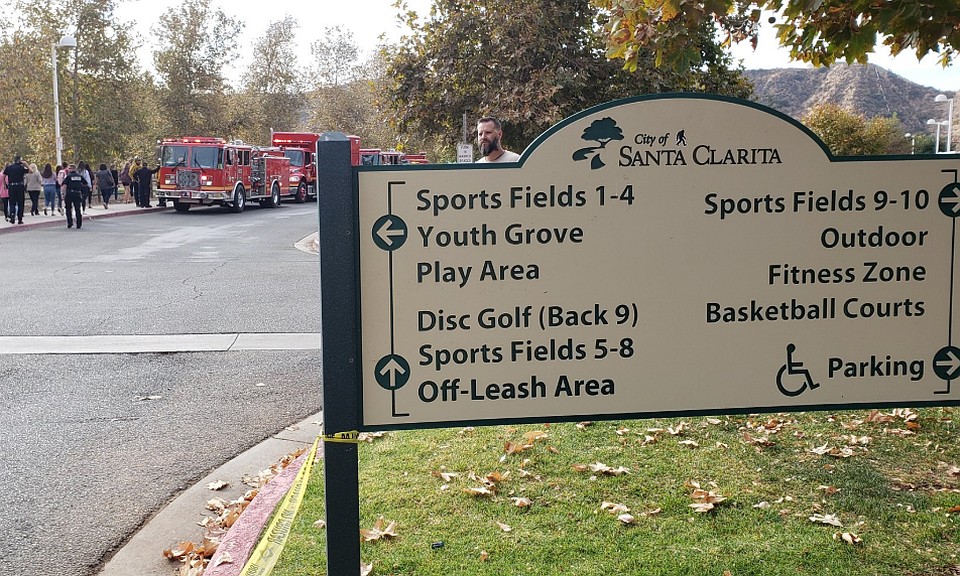 City of
SANTA CLARITA
Sports Fields 1-4
Youth Grove
Play Area
Disc Golf (Back 9)
Sports Fields 5-8
Off-Leash Area
Sports Fields 9-10
Outdoor
Fitness Zone
Basketball Courts
Parking